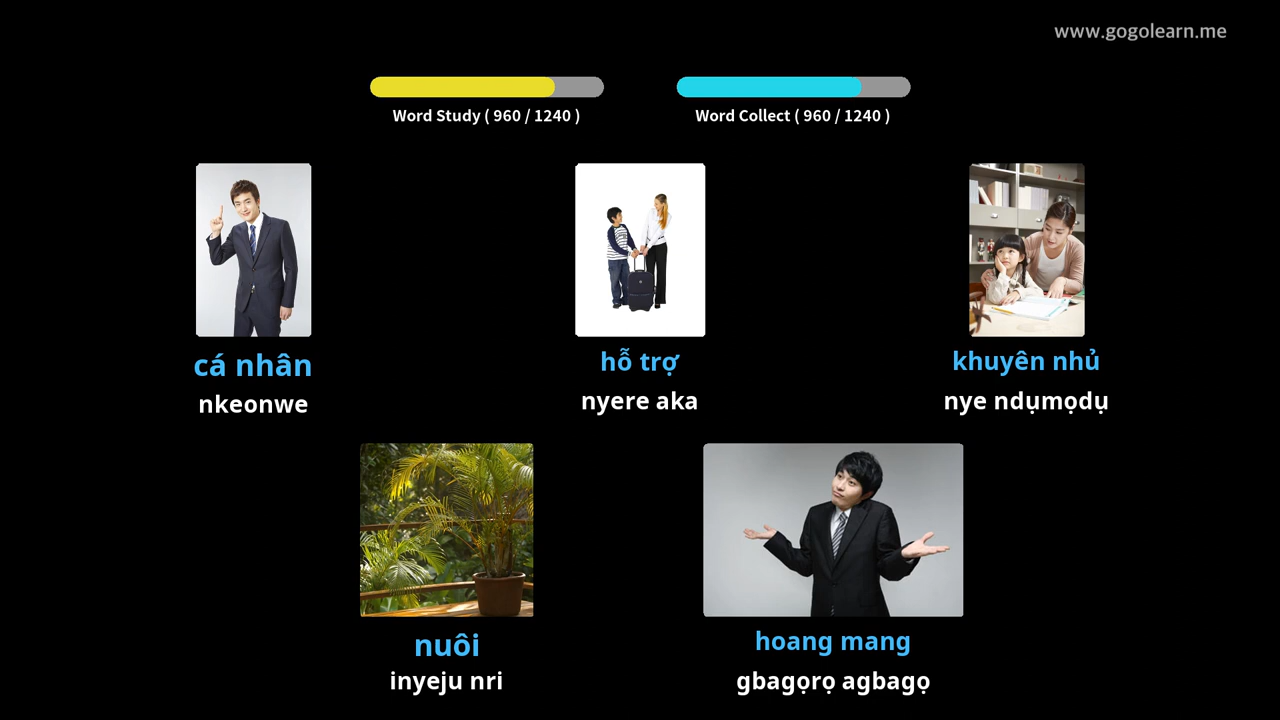 www.gogolearn.me
Word Study ( 960 / 1240 )
Word Collect ( 960 / 1240 )
cá nhân
nkeonwe
hỗ trợ
nyere aka
khuyên nhủ
nye ndụmọdụ
nuôi
inyeju nri
hoang mang
gbagọrọ agbagọ